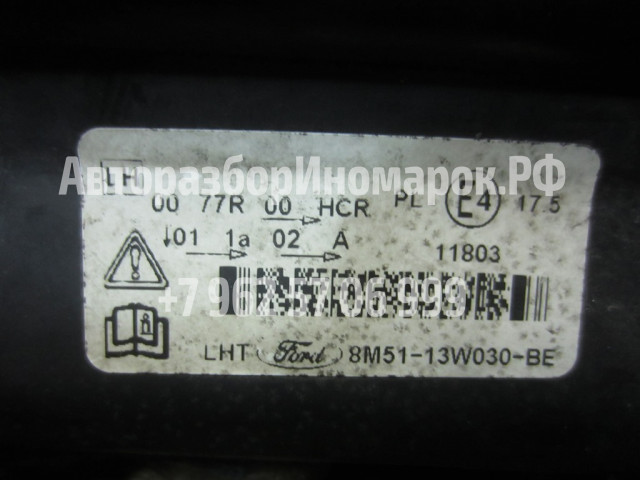 LH
АвторазборИномарок.РФ
00 77R 00 HCR PL E4 17.5
↓01 1a 02 A
11803
LHT Ford 8M51-13W030-BE